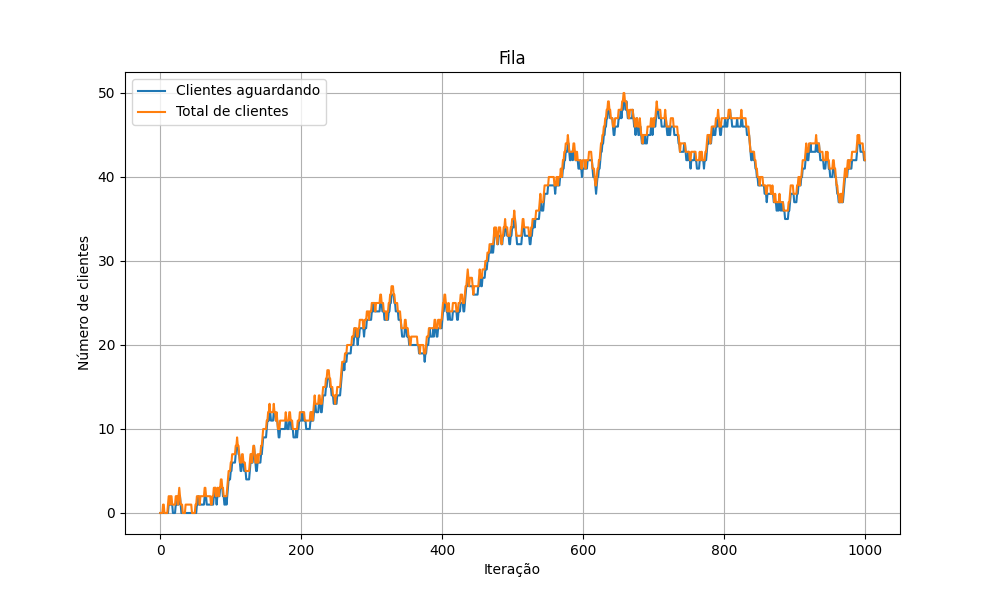 Fila
Clientes aguardando
Total de clientes
50
40
30
20
10
0
Número de clientes
0 200 400 600 800 1000
Iteração